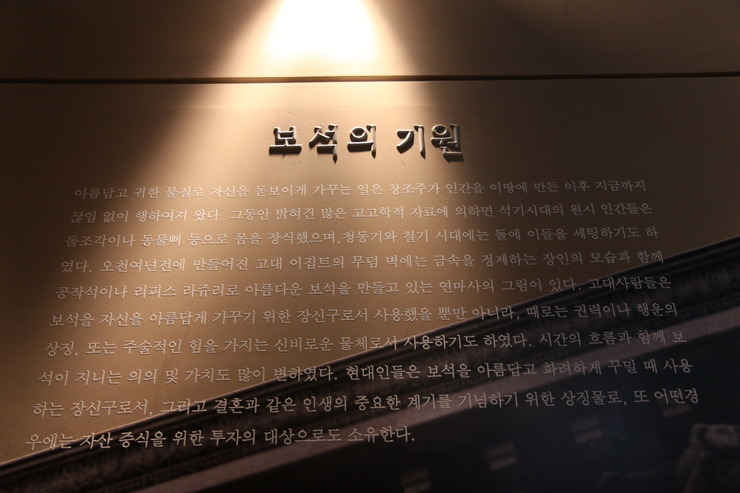 보석의 기원
아름답고 귀한 물질로 자신을 돋보이게 가꾸는 일은 창조주가 인간을 이땅에 만든 이후 지금까지
끊임 없이 행하여져 왔다. 그동안 밝혀진 많은 고고학적 자료에 의하면 석기시대의 원시 인간들은
돌조각이나 동물뼈 등으로 몸을 장식했으며, 청동기와 철기 시대에는 돌에 이들을 세팅하기도 하
였다. 오천여년전에 만들어진 고대 이집트의 무덤 벽에는 금속을 정제하는 장인의 모습과 함께
공작석이나 리피스 라쥬리로 아름다운 보석을 만들고 있는 연마사의 그림이 있다. 고대사람들은
보석을 자신을 아름답게 가꾸기 위한 장신구로서 사용했을 뿐만 아니라, 때로는 권력이나 행운의
상징, 또는 주술적인 힘을 가지는 신비로운 물체로서 사용하기도 하였다. 시간의 흐름과 함께 보
석이 지니는 의의 및 가치도 많이 변하였다. 현대인들은 보석을 아름답고 화려하게 꾸밀 때 사용
하는 장신구로서, 그리고 결혼과 같은 인생의 중요한 계기를 기념하기 위한 상징물로, 또 어떤경
우에는 자산 증식을 위한 투자의 대상으로도 소유한다.